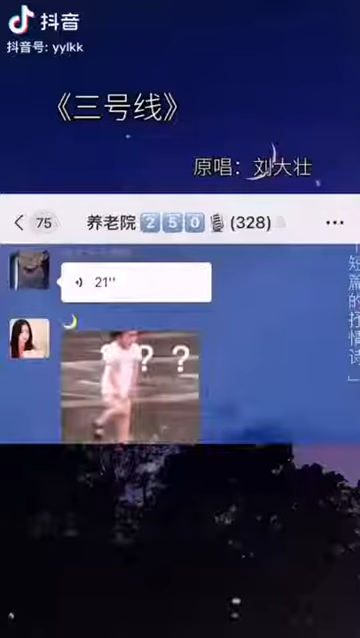 抖音
抖音号: yylkk
《三号线》
原唱：刘大壮
75
养老院 2 5 0 🎙 (328)
21''
? ?
短篇的抒情诗」